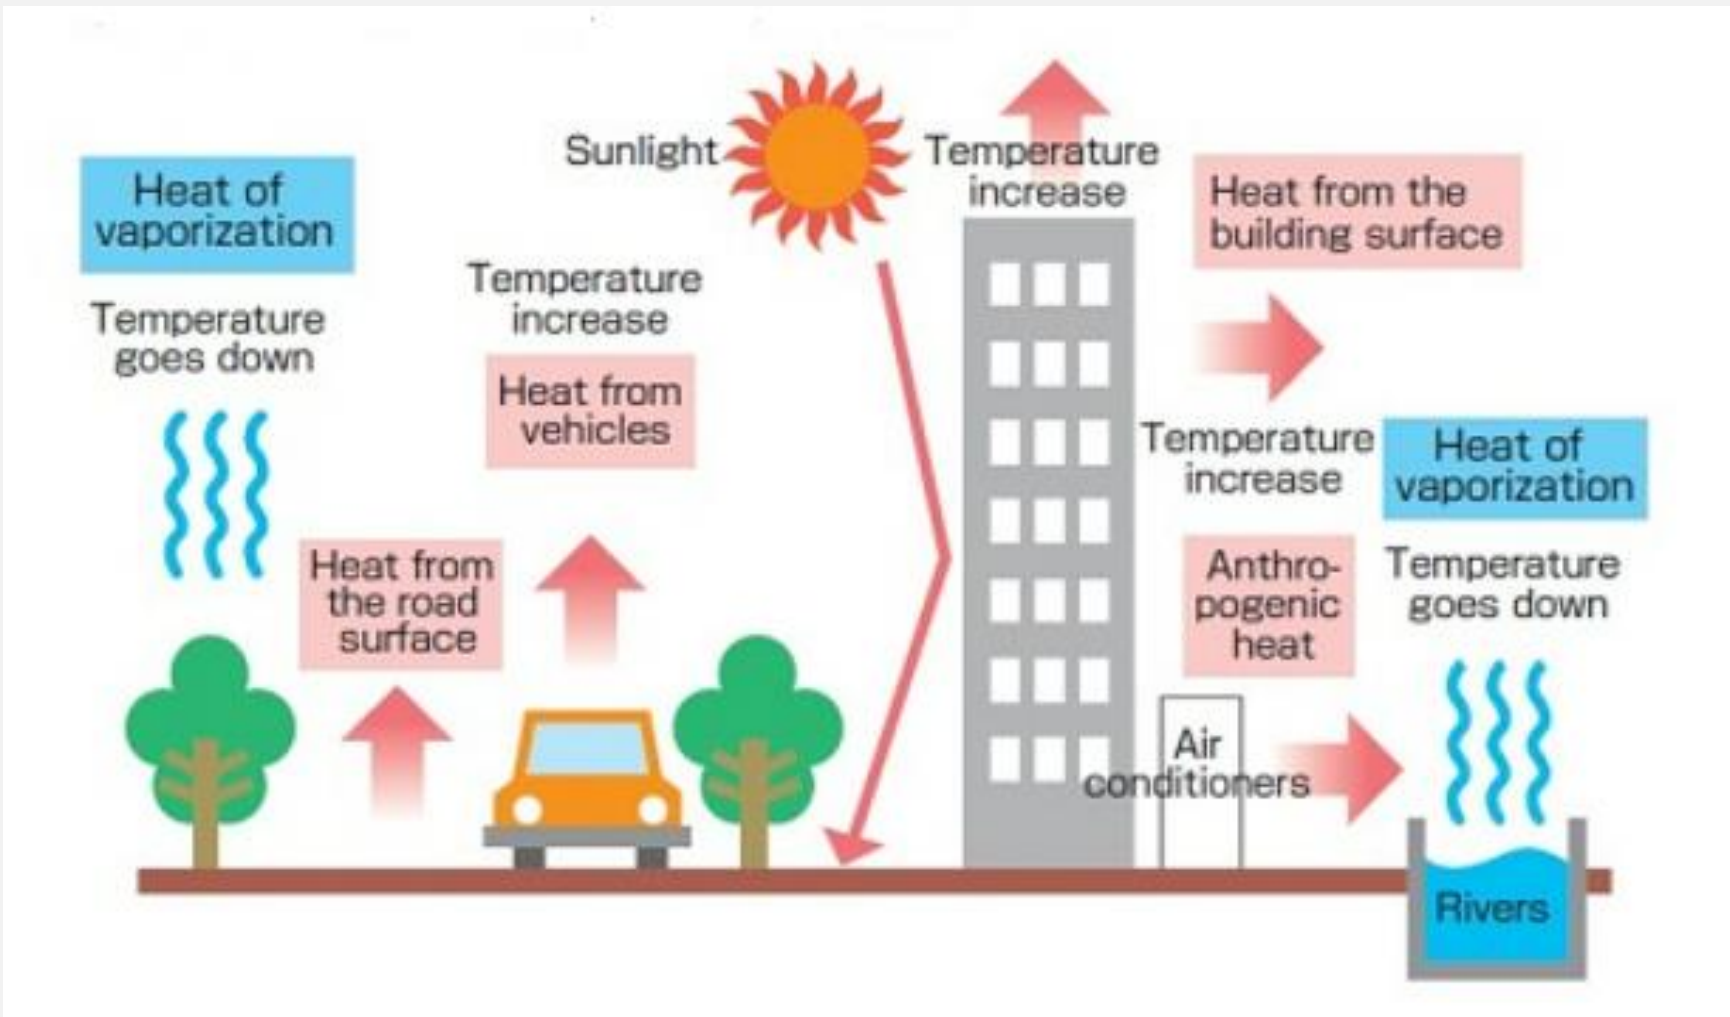 Sunlight
Temperature
increase
Heat of
vaporization
Heat from the
building surface
Temperature
goes down
Temperature
increase
Heat from
vehicles
Temperature
increase
Heat of
vaporization
Heat from
the road
surface
Anthro-
pogenic
heat
Temperature
goes down
Air
conditioners
Rivers